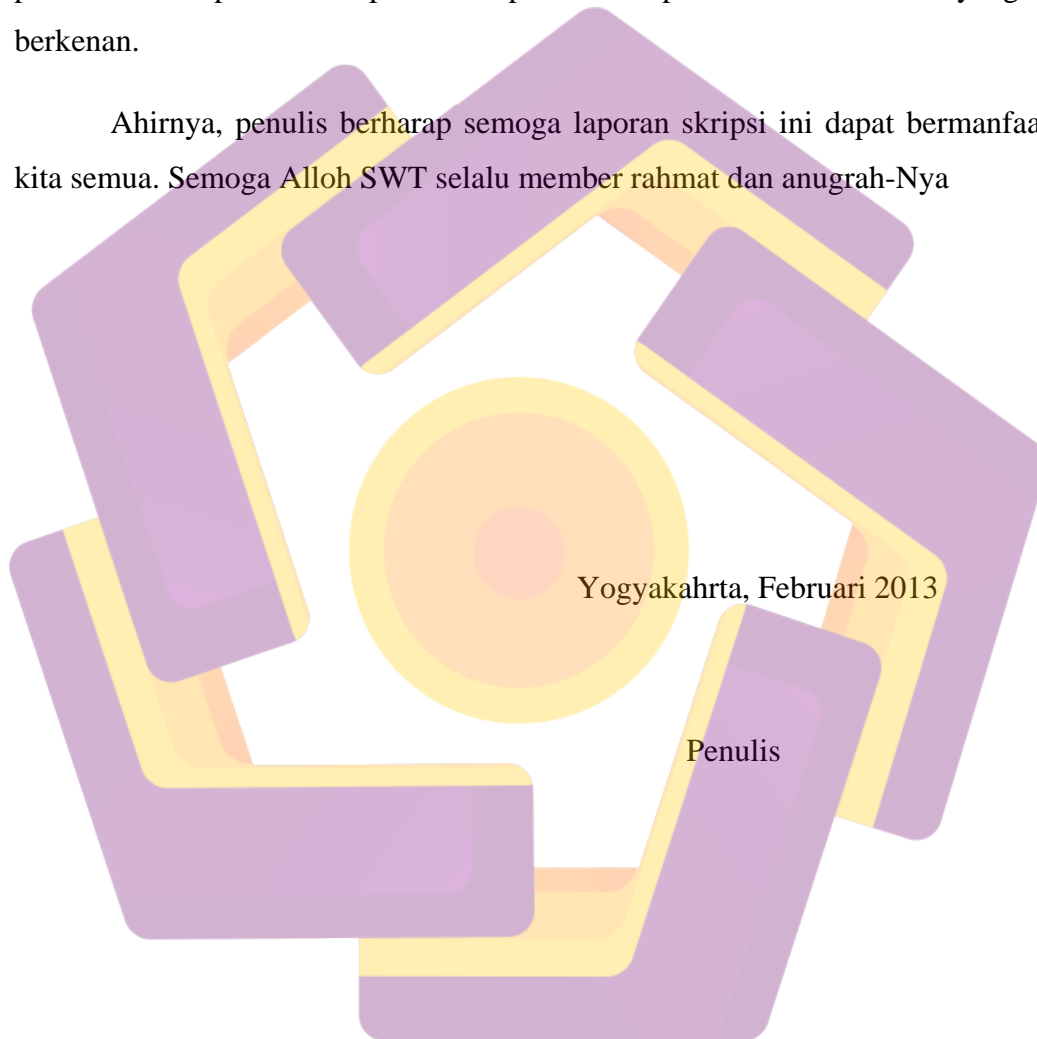 berkenan.
Ahirnya, penulis berharap semoga laporan skripsi ini dapat bermanfaa
kita semua. Semoga Alloh SWT selalu member rahmat dan anugrah-Nya
Yogyakahrta, Februari 2013
Penulis